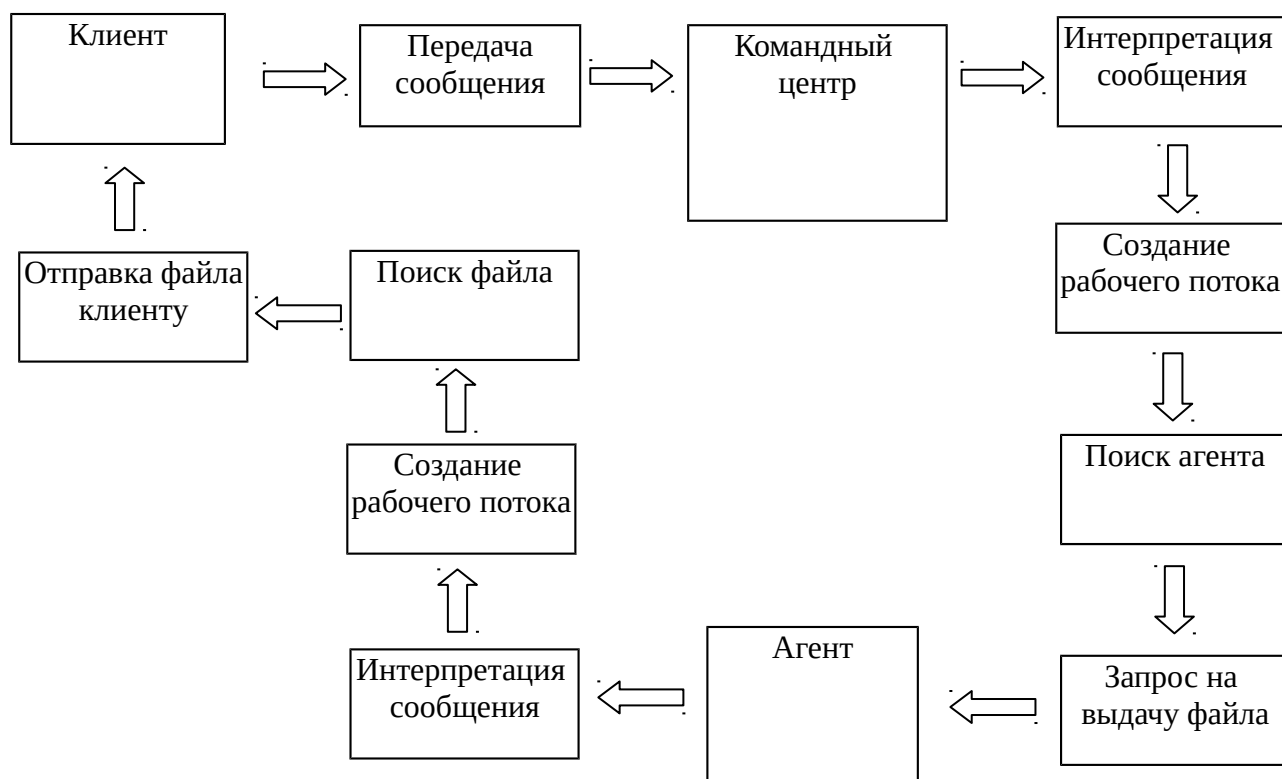 Клиент
Передача
сообщения
Командный
центр
Интерпретация
сообщения
Создание
рабочего потока
Поиск агента
Запрос на
выдачу файла
Агент
Интерпретация
сообщения
Создание
рабочего потока
Поиск файла
Отправка файла
клиенту